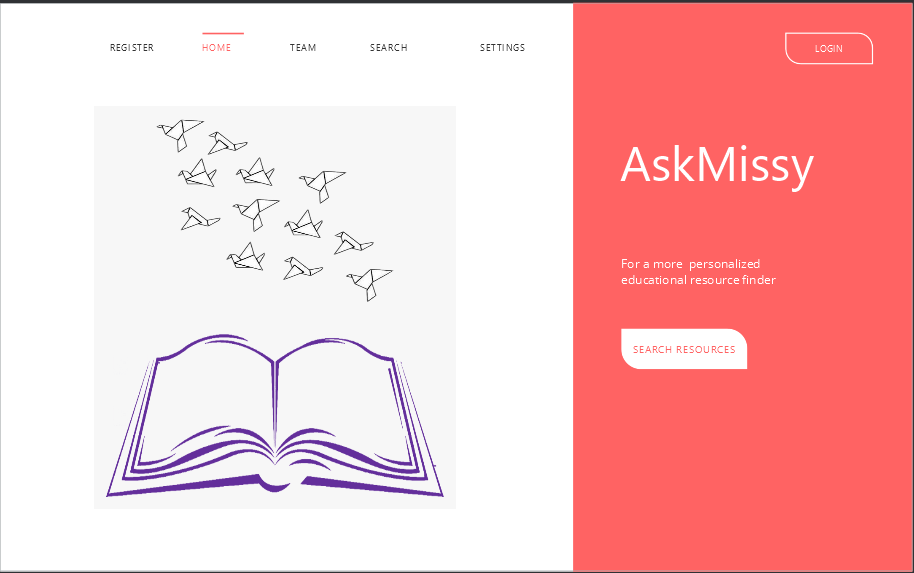 REGISTER HOME TEAM SEARCH SETTINGS
LOGIN
AskMissy
For a more personalized
educational resource finder
SEARCH RESOURCES